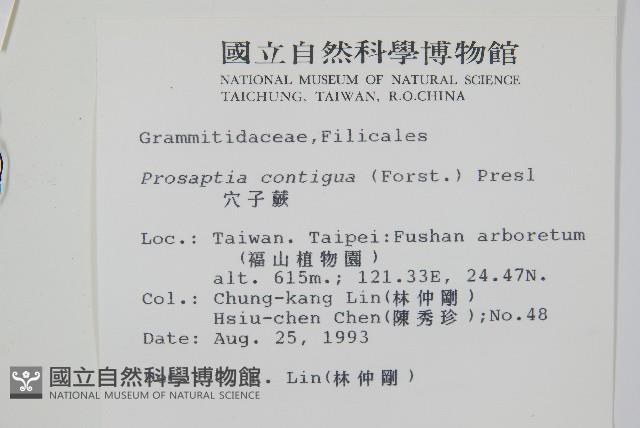 國立自然科學博物館
NATIONAL MUSEUM OF NATURAL SCIENCE
TAICHUNG, TAIWAN, R.O.CHINA
Grammitidaceae,Filicales
Prosaptia contigua (Forst.) Presl
穴子蕨
Loc.: Taiwan. Taipei:Fushan arboretum
(福山植物園)
alt. 615m.; 121.33E, 24.47N.
Col.: Chung-kang Lin(林仲剛)
Hsiu-chen Chen(陳秀珍);No.48
Date: Aug. 25, 1993
Lin(林仲剛)
國立自然科學博物館
NATIONAL MUSEUM OF NATURAL SCIENCE